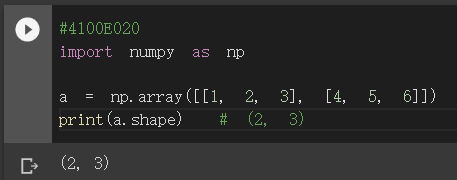 #4100E020
import numpy as np
a = np.array([[1, 2, 3], [4, 5, 6]])
print(a.shape) # (2, 3)
(2, 3)